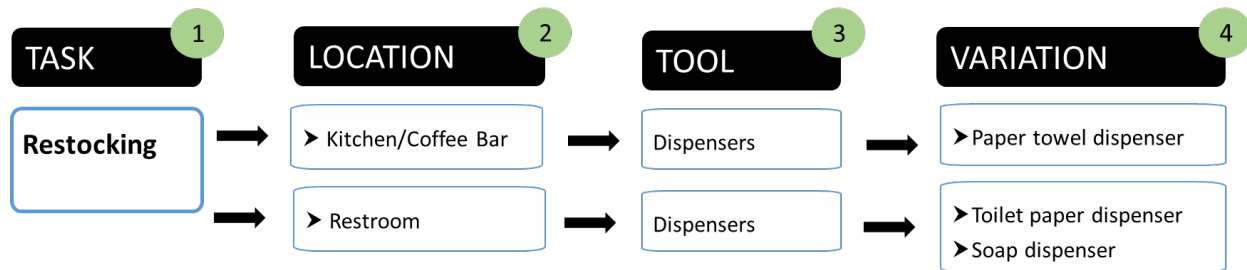 1
2
3
4
TASK
LOCATION
TOOL
VARIATION
Restocking
➤ Kitchen/Coffee Bar
Dispensers
➤ Paper towel dispenser
➤ Restroom
Dispensers
➤ Toilet paper dispenser
➤ Soap dispenser